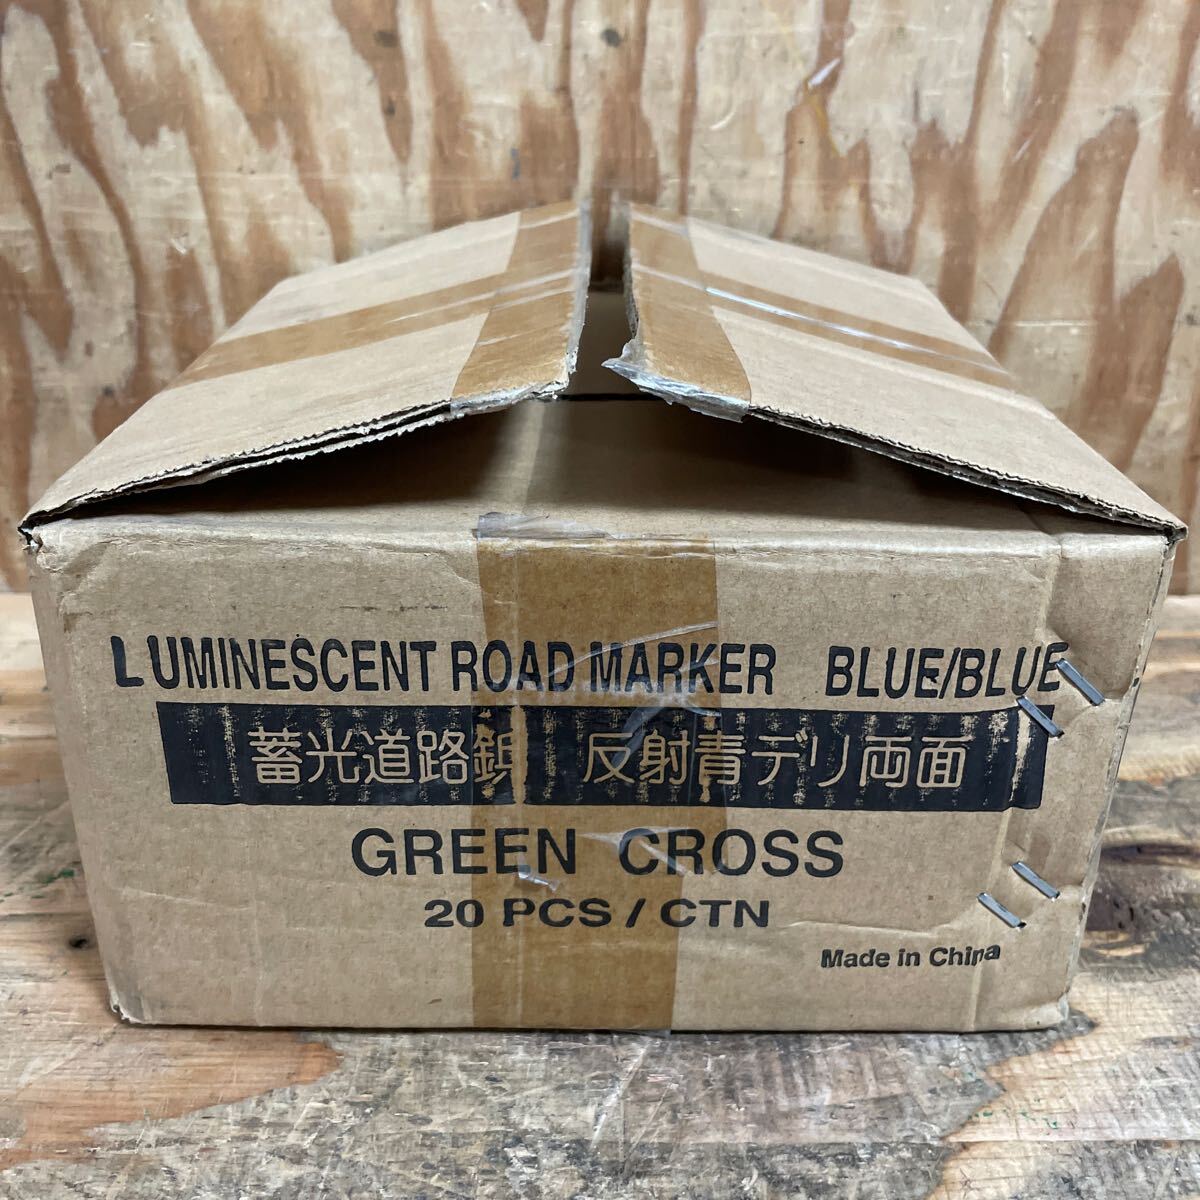 LUMINESCENT ROAD MARKER BLUE/BLUE
蓄光道路鋲 反射青デリ両面
GREEN CROSS
20 PCS / CTN
Made in China